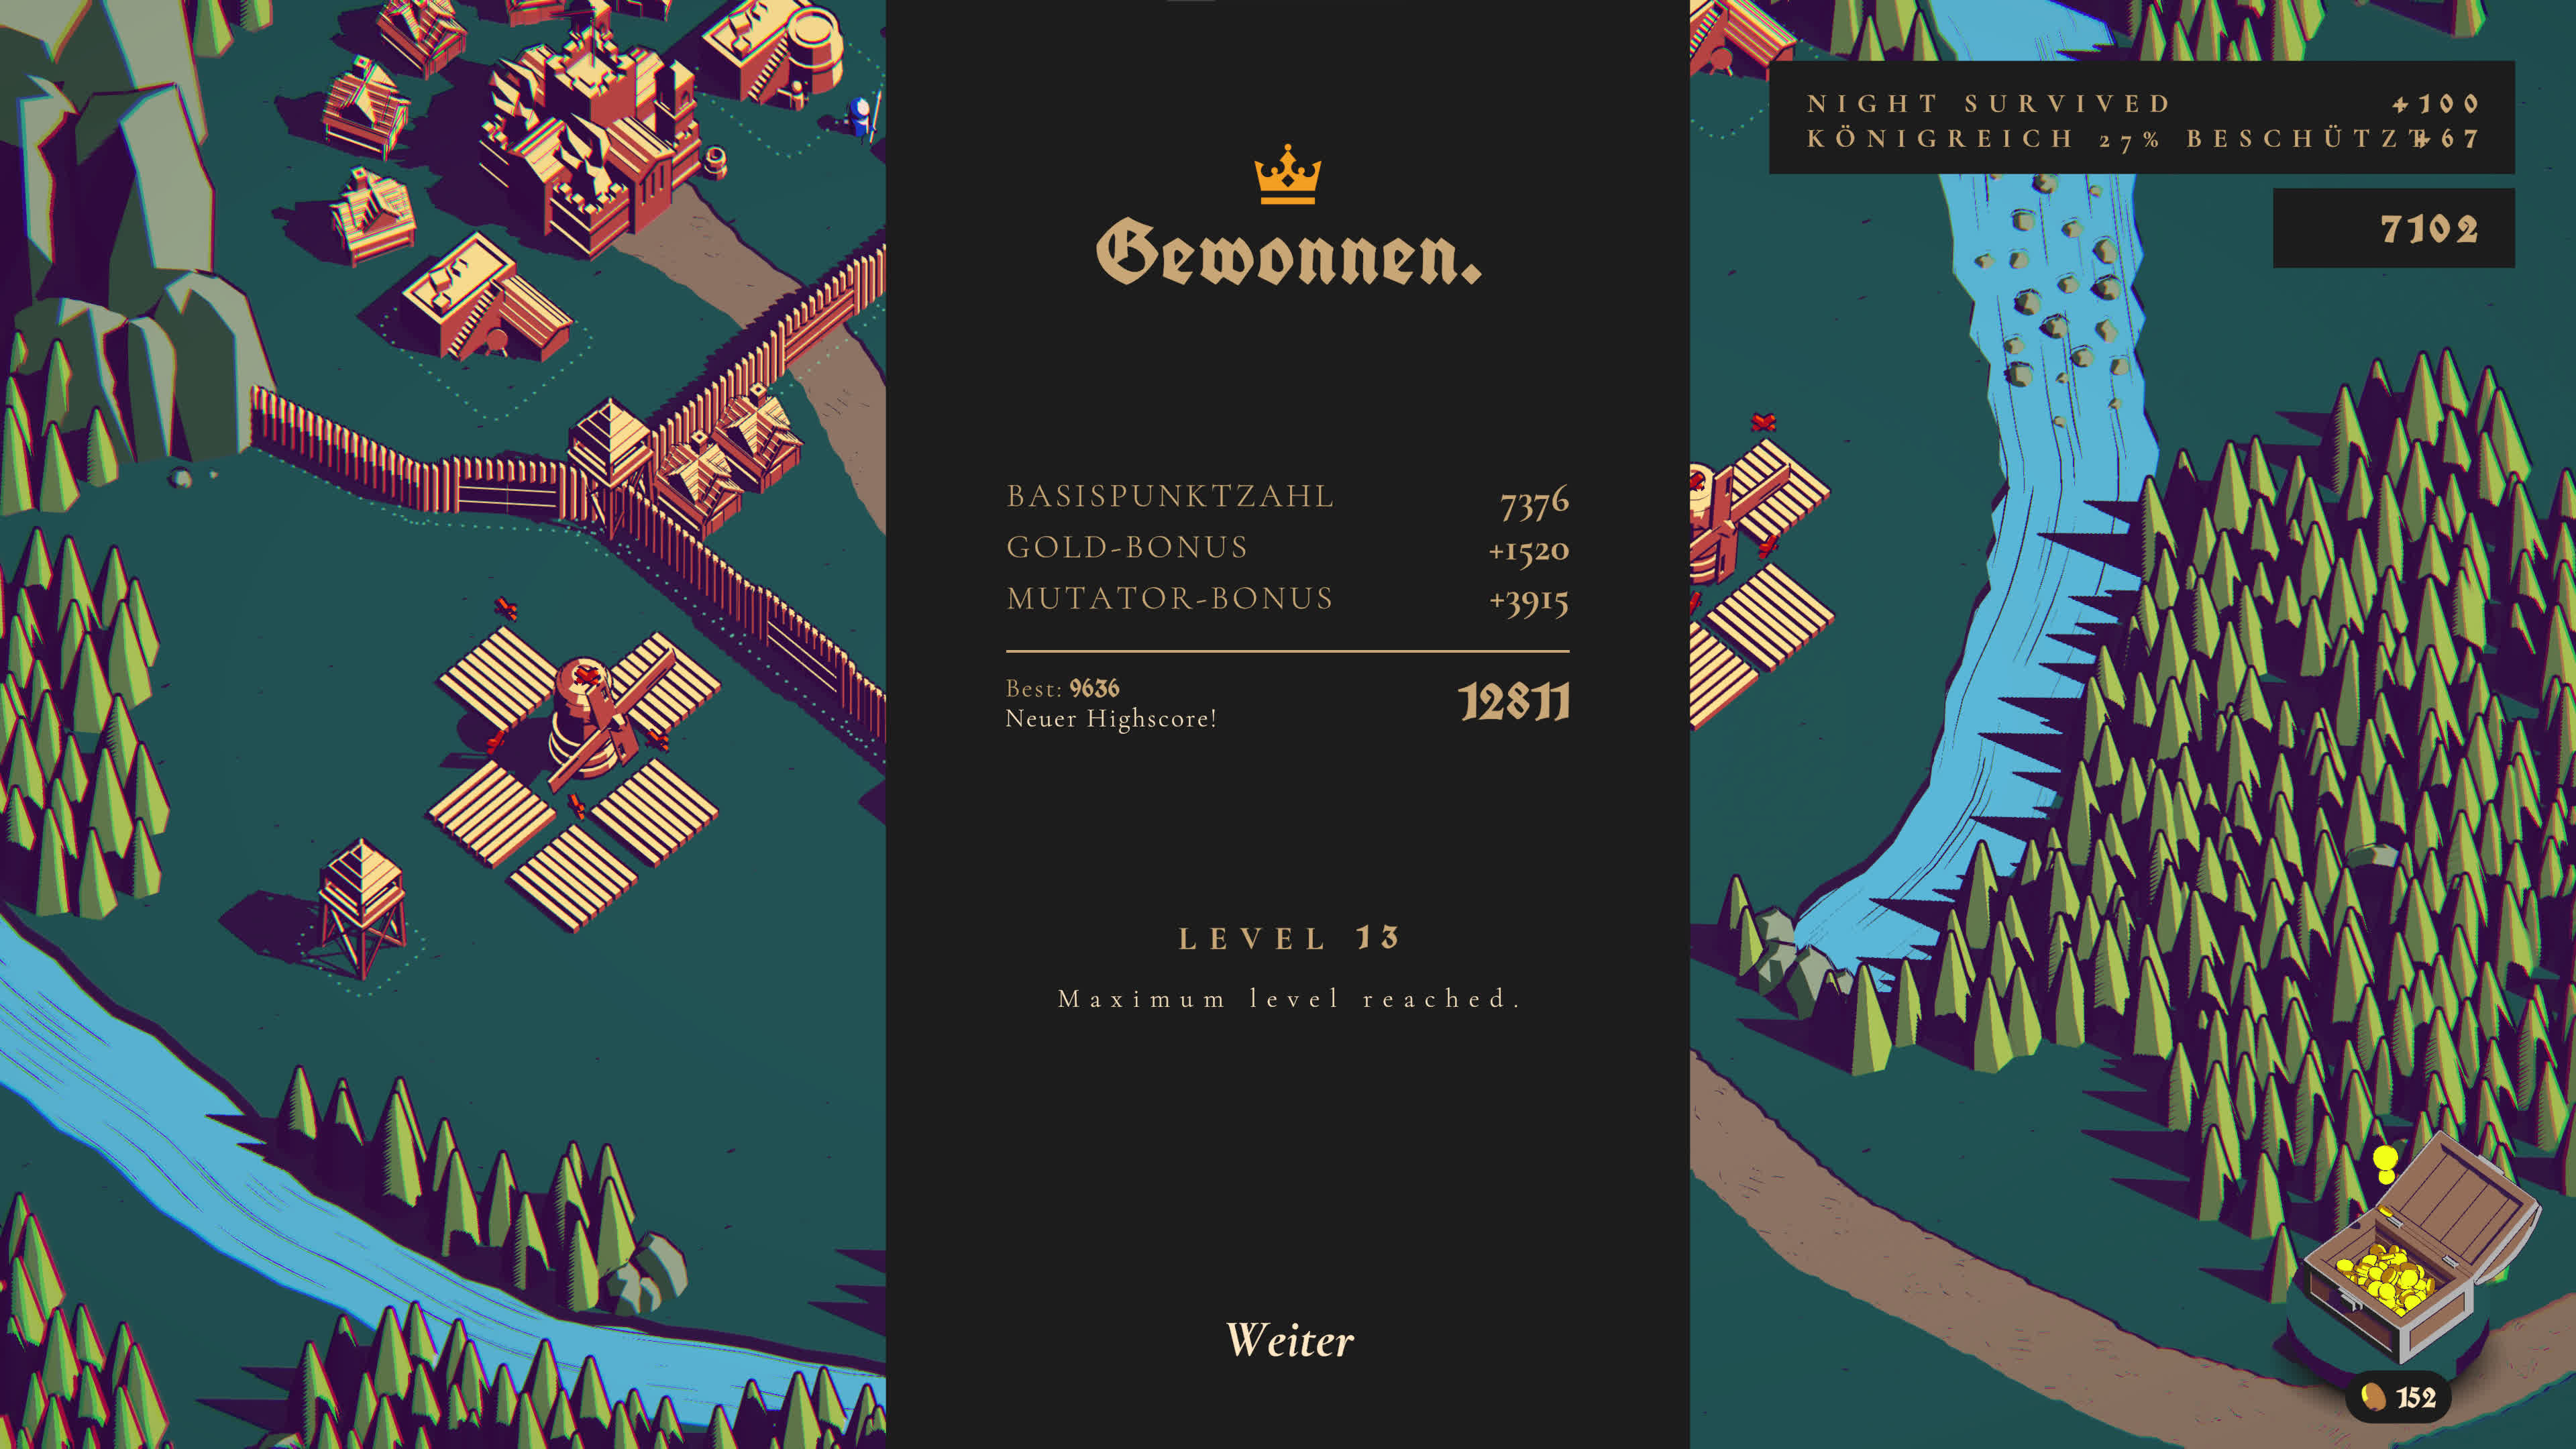 Gewonnen.
BASISPUNKTZAHL 7376
GOLD-BONUS +1520
MUTATOR-BONUS +3915
Best: 9636
Neuer Highscore!
12811
LEVEL 13
Maximum level reached.
Weiter
NIGHT SURVIVED +100
KÖNIGREICH 27% BESCHÜTZT +67
7102
152